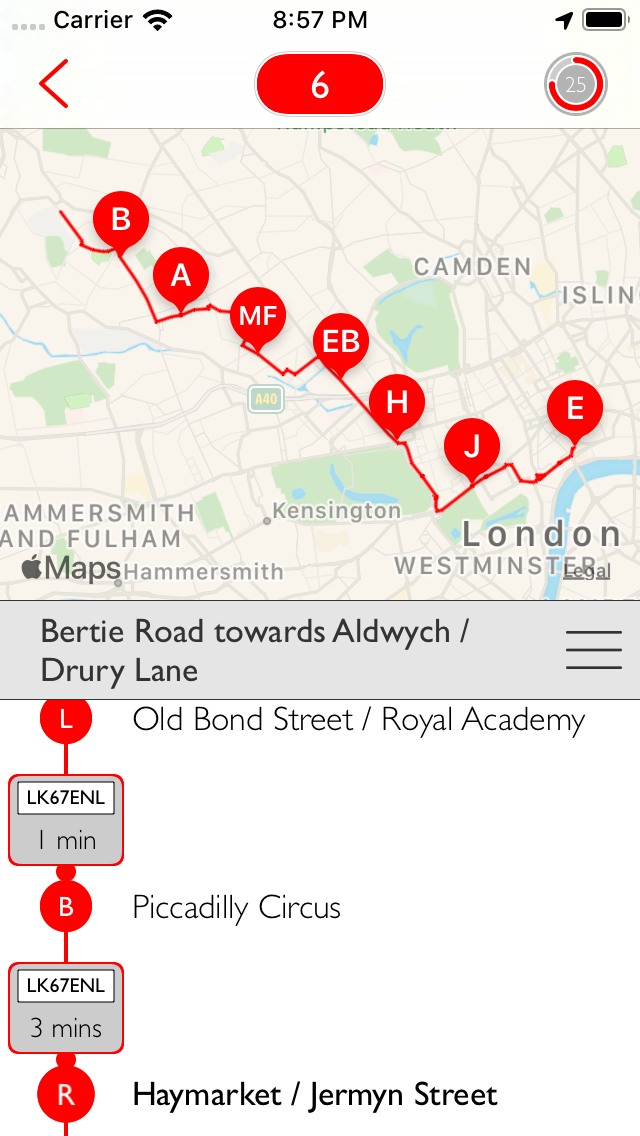 Carrier 8:57 PM
6
25
B
A
MF
EB
H
J
E
CAMDEN
ISLIN
A40
Kensington
AMMERSMITH
AND FULHAM
London
WESTMINSTER
Maps
Hammersmith
Legal
Bertie Road towards Aldwych /
Drury Lane
L Old Bond Street / Royal Academy
LK67ENL
1 min
B Piccadilly Circus
LK67ENL
3 mins
R Haymarket / Jermyn Street